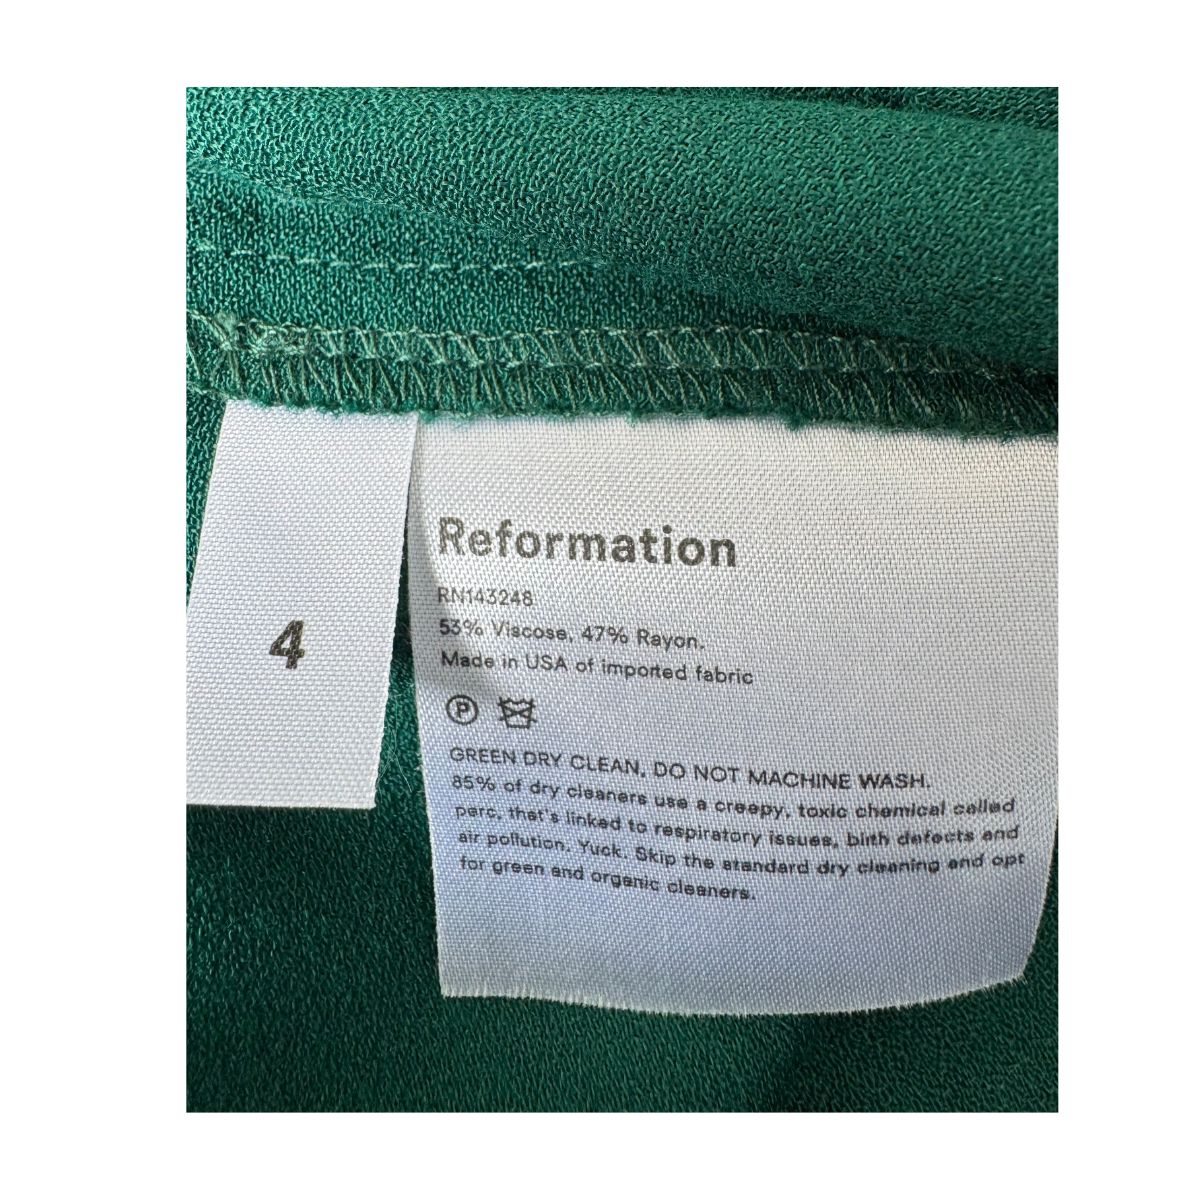 4
Reformation
RN143248
53% Viscose, 47% Rayon.
Made in USA of imported fabric
P
GREEN DRY CLEAN, DO NOT MACHINE WASH.
85% of dry cleaners use a creepy, toxic chemical called
perc, that's linked to respiratory issues, birth defects and
air pollution. Yuck. Skip the standard dry cleaning and opt
for green and organic cleaners.